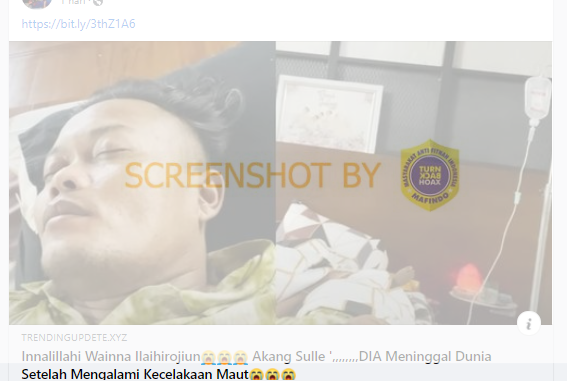 1 hari
https://bit.ly/3thZ1A6
SCREENSHOT BY
MASYARAKAT ANTI FITNAH INDONESIA
TURN
BACK
HOAX
MAFINDO
i
TRENDINGUPDETE.XYZ
Innalillahi Wainna Ilaihirojiun😭😭😭 Akang Sulle ',,,,,,,,DIA Meninggal Dunia
Setelah Mengalami Kecelakaan Maut😭😭😭